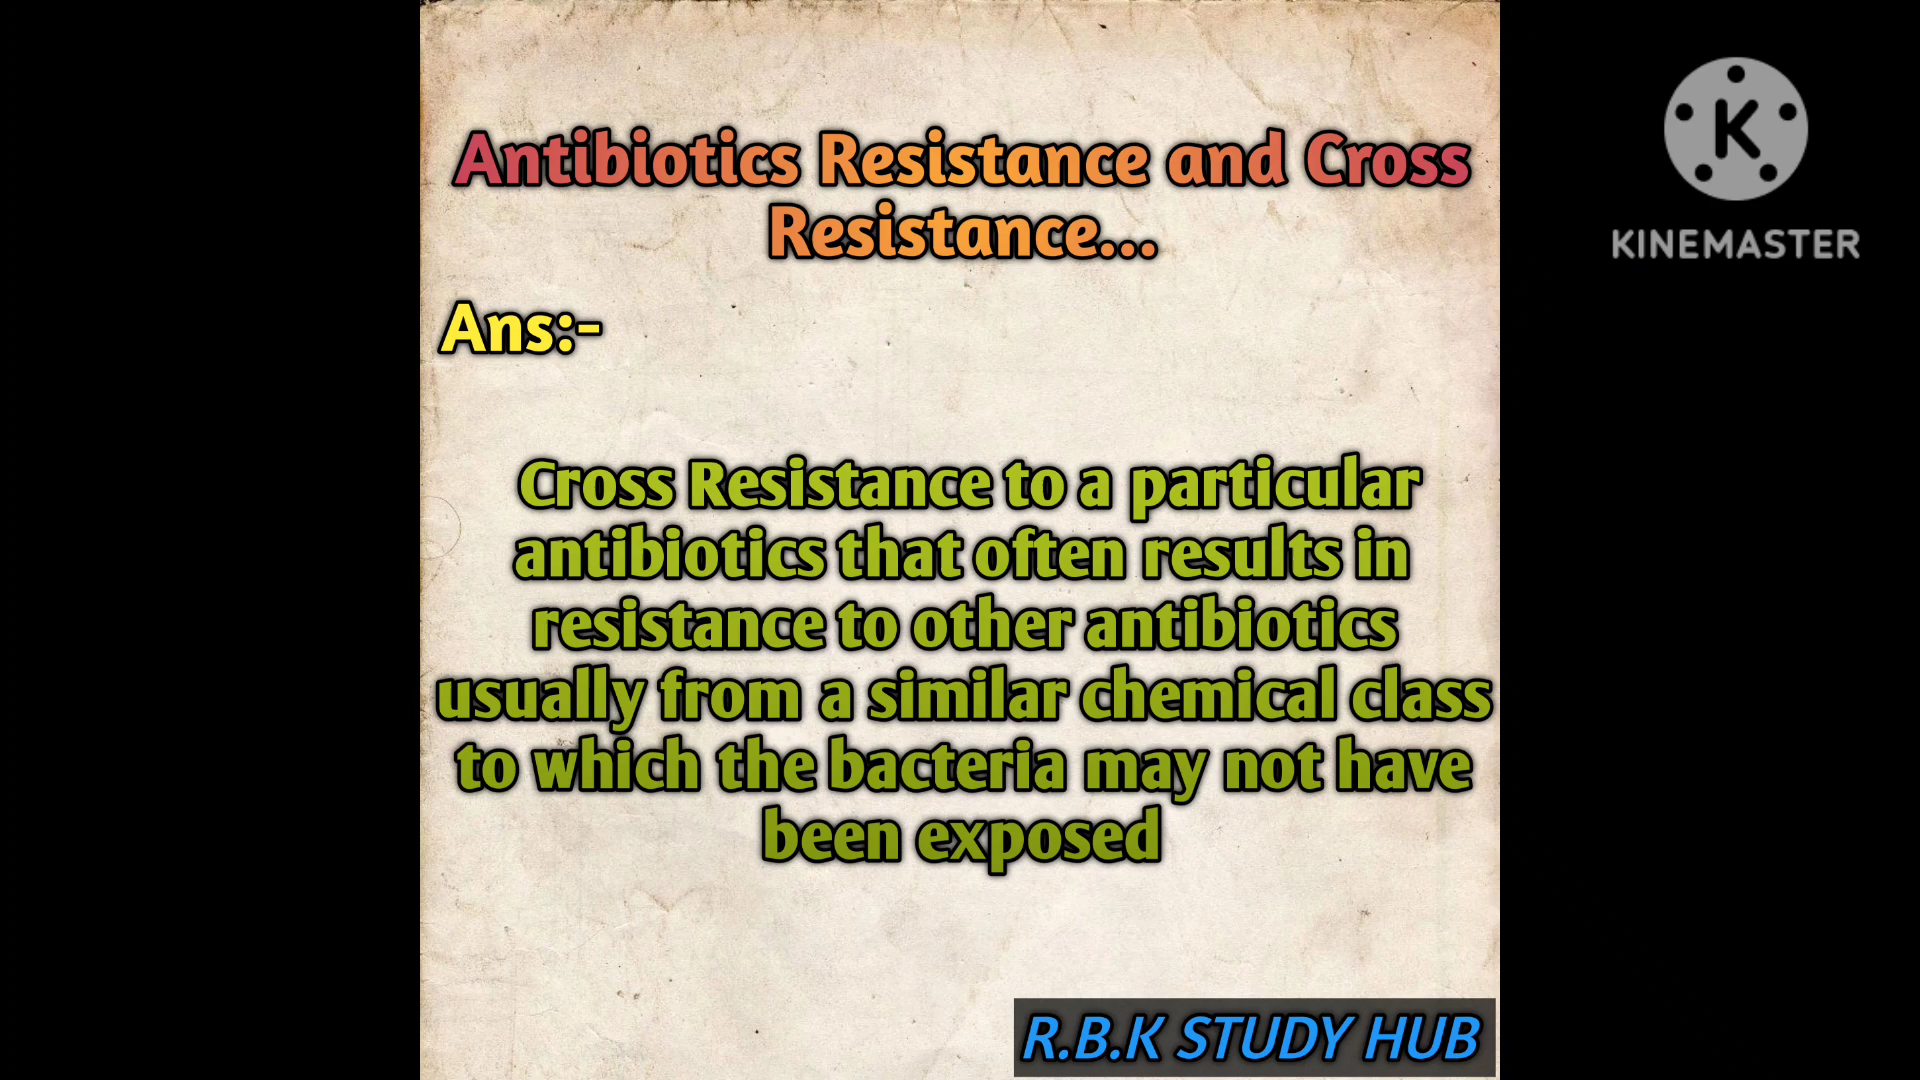 Antibiotics Resistance and Cross
Resistance...
Ans:-
Cross Resistance to a particular
antibiotics that often results in
resistance to other antibiotics
usually from a similar chemical class
to which the bacteria may not have
been exposed
R.B.K STUDY HUB
K
KINEMASTER